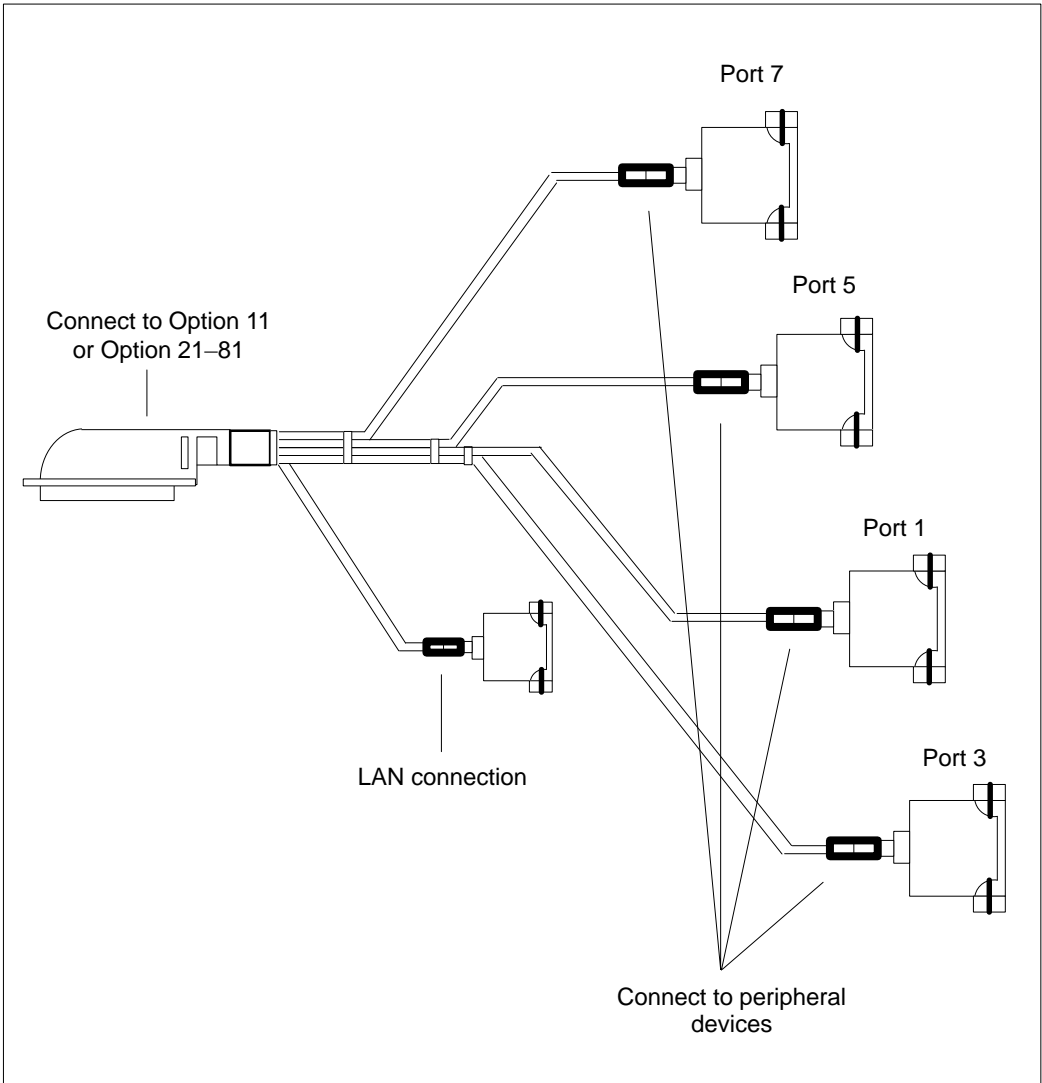 Port 7
Port 5
Connect to Option 11
or Option 21–81
Port 1
LAN connection
Port 3
Connect to peripheral
devices